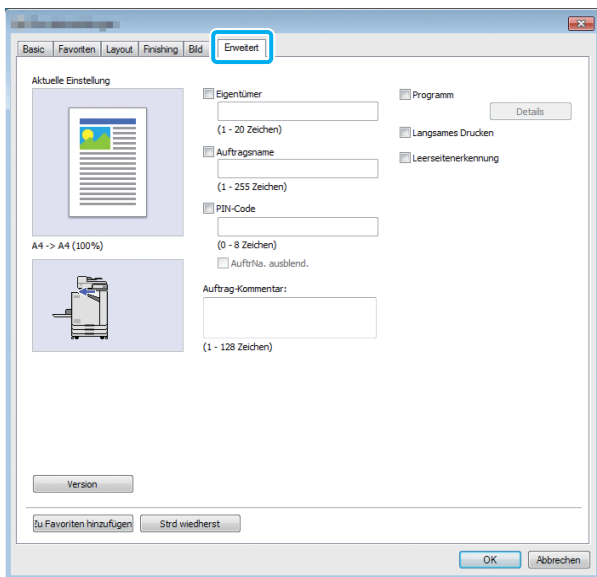 Basic Favoriten Layout Finishing Bild Erweitert
Aktuelle Einstellung
A4 -> A4 (100%)
Eigentümer
(1 - 20 Zeichen)
Auftragsname
(1 - 255 Zeichen)
PIN-Code
(0 - 8 Zeichen)
AuftrNa. ausblend.
Auftrag-Kommentar:
(1 - 128 Zeichen)
Programm
Details
Langsames Drucken
Leerseitenerkennung
Version
Zu Favoriten hinzufügen Strd wiedherst
OK Abbrechen